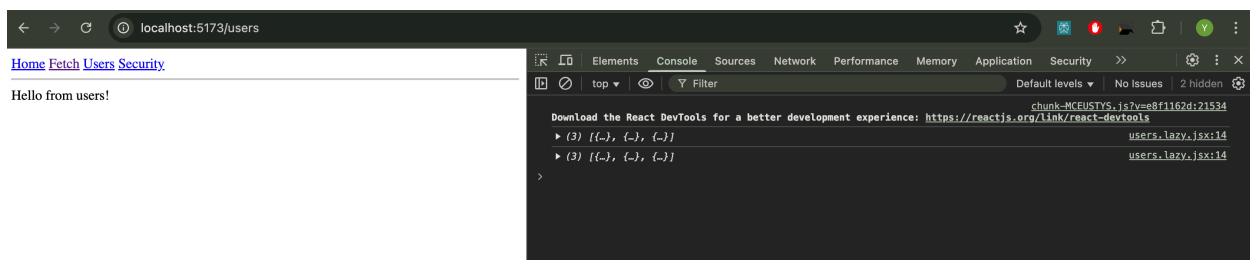 localhost:5173/users
Y
Home Fetch Users Security
Hello from users!
Elements Console Sources Network Performance Memory Application Security
top Filter Default levels No Issues 2 hidden
chunk-MCEUSTYS.js?v=e8f1162d:21534
Download the React DevTools for a better development experience: https://reactjs.org/link/react-devtools
(3) [{…}, {…}, {…}] users.lazy.jsx:14
(3) [{…}, {…}, {…}] users.lazy.jsx:14